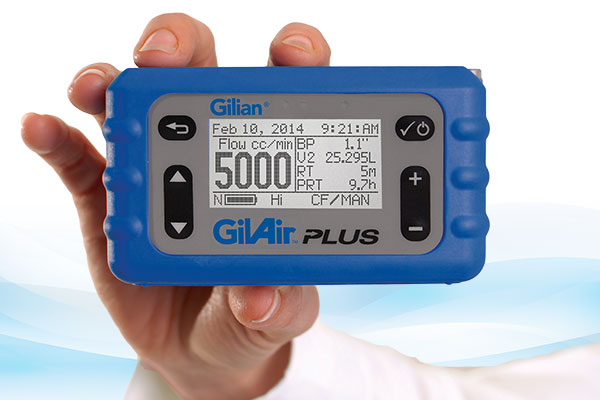 Gilian®
Feb 10, 2014 9:21:AM
Flow cc/min BP 1.1"
5000 V2 25.295L
RT 5m
PRT 9.7h
N Hi CF/MAN
GilAir™ PLUS